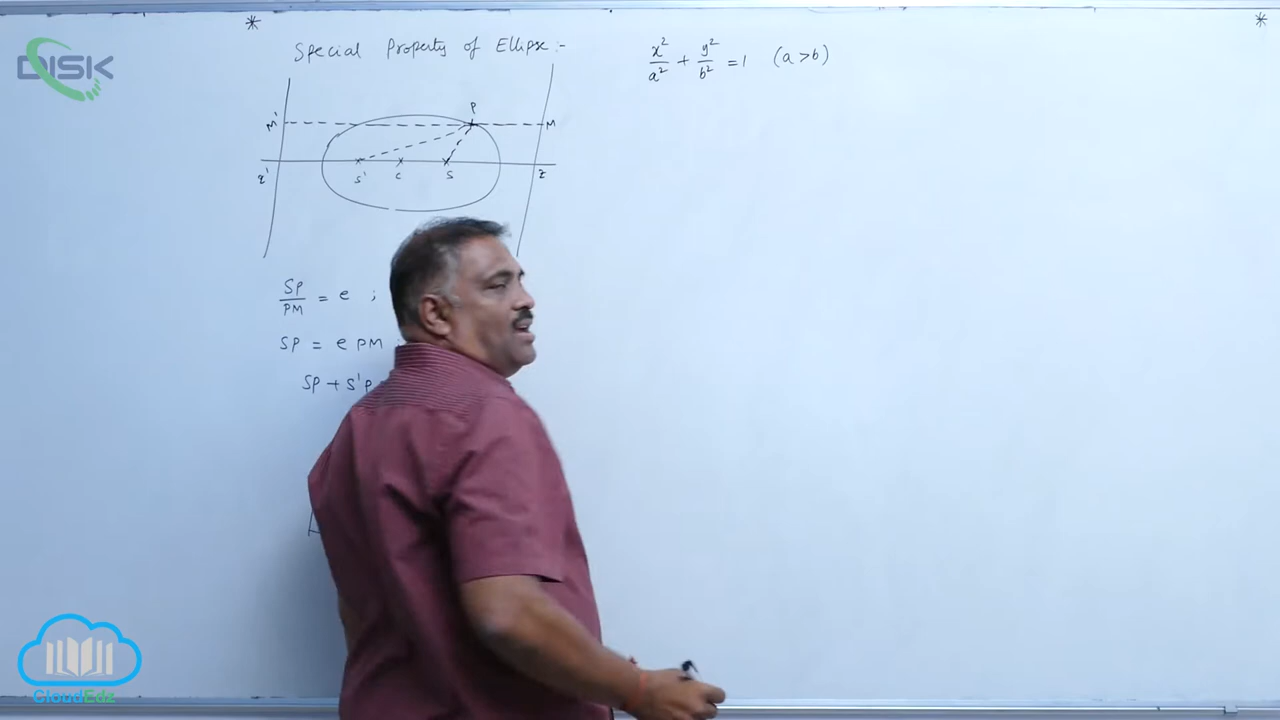 DISK
*
*
Special Property of Ellipse :-
x²/a² + y²/b² = 1 (a > b)
P
M'
M
S'
C
S
z'
z
SP/PM = e ;
SP = e PM
SP + S'P
CloudEdz